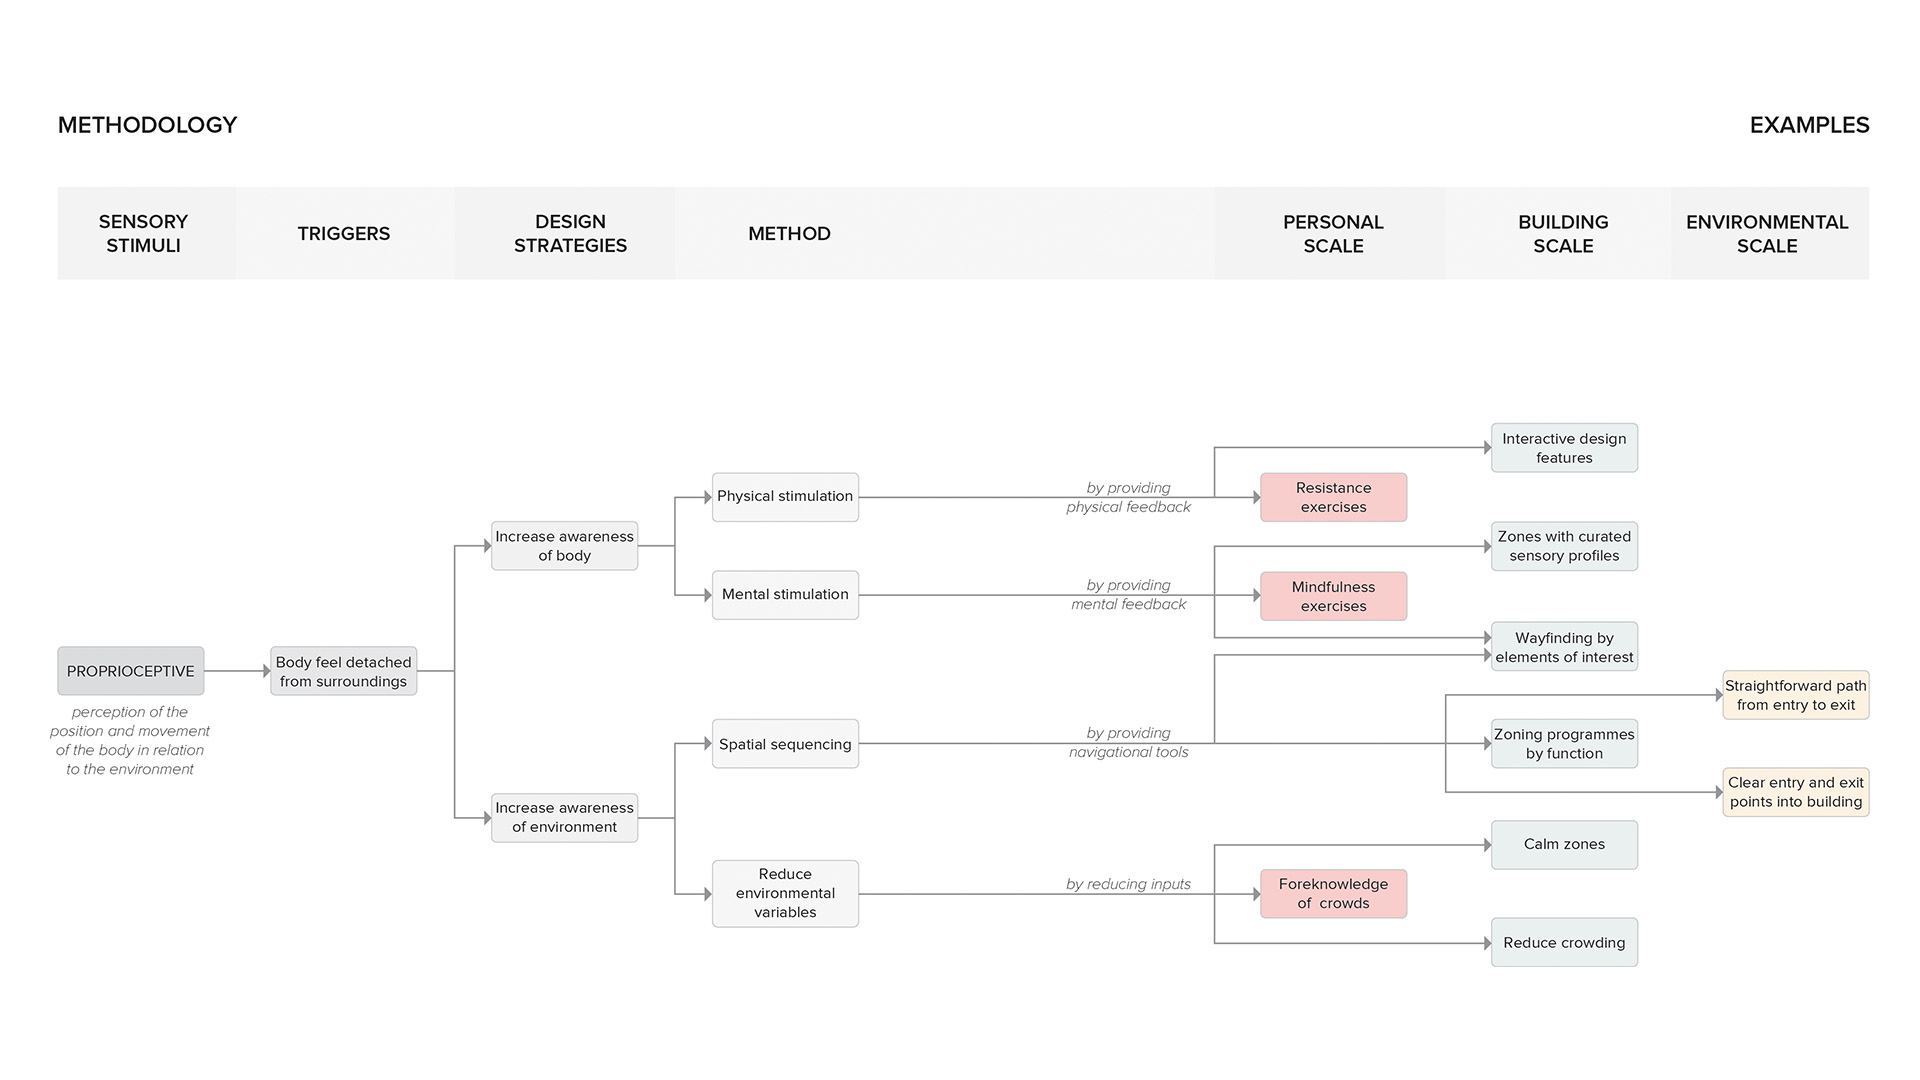 METHODOLOGY
EXAMPLES
SENSORY
STIMULI
TRIGGERS
DESIGN
STRATEGIES
METHOD
PERSONAL
SCALE
BUILDING
SCALE
ENVIRONMENTAL
SCALE
PROPRIOCEPTIVE
perception of the
position and movement
of the body in relation
to the environment
Body feel detached
from surroundings
Increase awareness
of body
Increase awareness
of environment
Physical stimulation
Mental stimulation
Spatial sequencing
Reduce
environmental
variables
by providing
physical feedback
by providing
mental feedback
by providing
navigational tools
by reducing inputs
Resistance
exercises
Mindfulness
exercises
Foreknowledge
of crowds
Interactive design
features
Zones with curated
sensory profiles
Wayfinding by
elements of interest
Zoning programmes
by function
Calm zones
Reduce crowding
Straightforward path
from entry to exit
Clear entry and exit
points into building